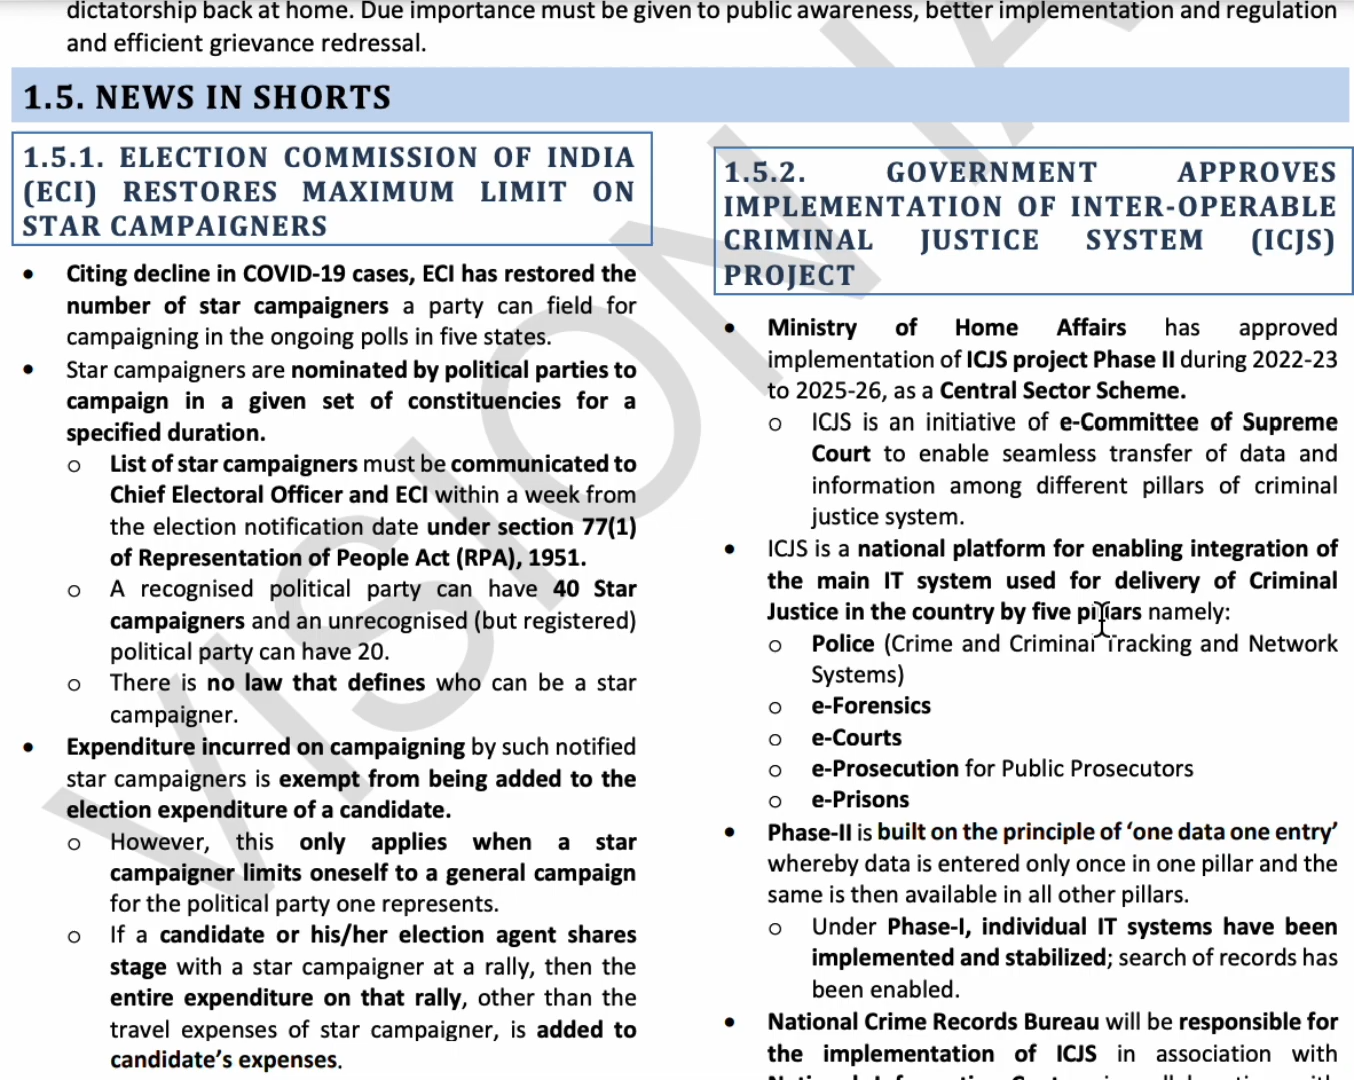 dictatorship back at home. Due importance must be given to public awareness, better implementation and regulation
and efficient grievance redressal.
1.5. NEWS IN SHORTS
1.5.1. ELECTION COMMISSION OF INDIA
(ECI) RESTORES MAXIMUM LIMIT ON
STAR CAMPAIGNERS
• Citing decline in COVID-19 cases, ECI has restored the
number of star campaigners a party can field for
campaigning in the ongoing polls in five states.
• Star campaigners are nominated by political parties to
campaign in a given set of constituencies for a
specified duration.
o List of star campaigners must be communicated to
Chief Electoral Officer and ECI within a week from
the election notification date under section 77(1)
of Representation of People Act (RPA), 1951.
o A recognised political party can have 40 Star
campaigners and an unrecognised (but registered)
political party can have 20.
o There is no law that defines who can be a star
campaigner.
• Expenditure incurred on campaigning by such notified
star campaigners is exempt from being added to the
election expenditure of a candidate.
o However, this only applies when a star
campaigner limits oneself to a general campaign
for the political party one represents.
o If a candidate or his/her election agent shares
stage with a star campaigner at a rally, then the
entire expenditure on that rally, other than the
travel expenses of star campaigner, is added to
candidate's expenses.
1.5.2. GOVERNMENT APPROVES
IMPLEMENTATION OF INTER-OPERABLE
CRIMINAL JUSTICE SYSTEM (ICJS)
PROJECT
• Ministry of Home Affairs has approved
implementation of ICJS project Phase II during 2022-23
to 2025-26, as a Central Sector Scheme.
o ICJS is an initiative of e-Committee of Supreme
Court to enable seamless transfer of data and
information among different pillars of criminal
justice system.
• ICJS is a national platform for enabling integration of
the main IT system used for delivery of Criminal
Justice in the country by five pillars namely:
o Police (Crime and Criminal Tracking and Network
Systems)
o e-Forensics
o e-Courts
o e-Prosecution for Public Prosecutors
o e-Prisons
• Phase-II is built on the principle of 'one data one entry'
whereby data is entered only once in one pillar and the
same is then available in all other pillars.
o Under Phase-I, individual IT systems have been
implemented and stabilized; search of records has
been enabled.
• National Crime Records Bureau will be responsible for
the implementation of ICJS in association with
VISION IA